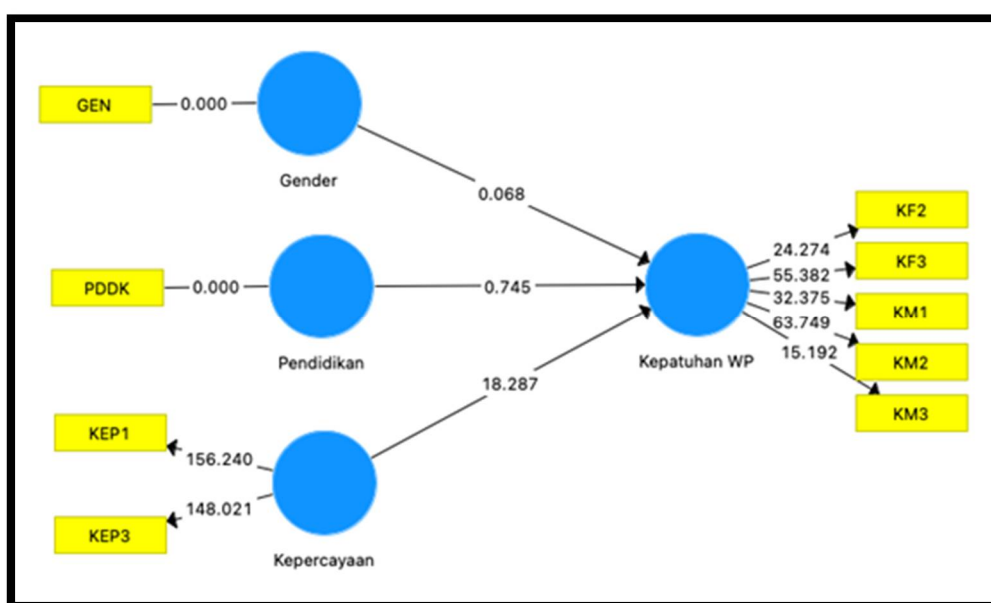 GEN
0.000
Gender
0.068
PDDK
0.000
Pendidikan
0.745
KEP1
156.240
KEP3
148.021
Kepercayaan
18.287
Kepatuhan WP
24.274
KF2
55.382
KF3
32.375
KM1
63.749
KM2
15.192
KM3